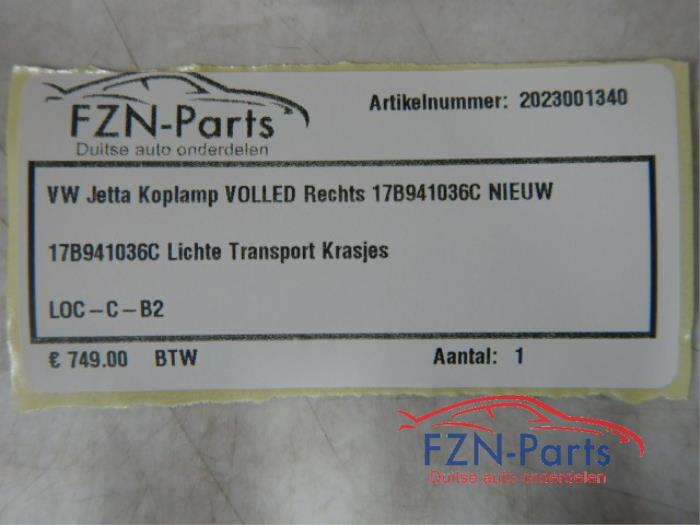 FZN-Parts
Duitse auto onderdelen
Artikelnummer: 2023001340
VW Jetta Koplamp VOLLED Rechts 17B941036C NIEUW
17B941036C Lichte Transport Krasjes
LOC-C-B2
€ 749.00 BTW Aantal: 1
FZN-Parts
Duitse auto onderdelen